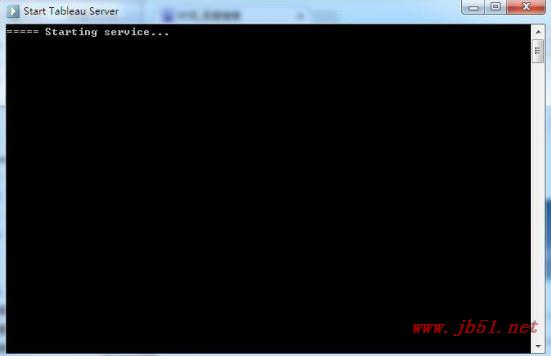 Start Tableau Server
===== Starting service...
www.jb51.net